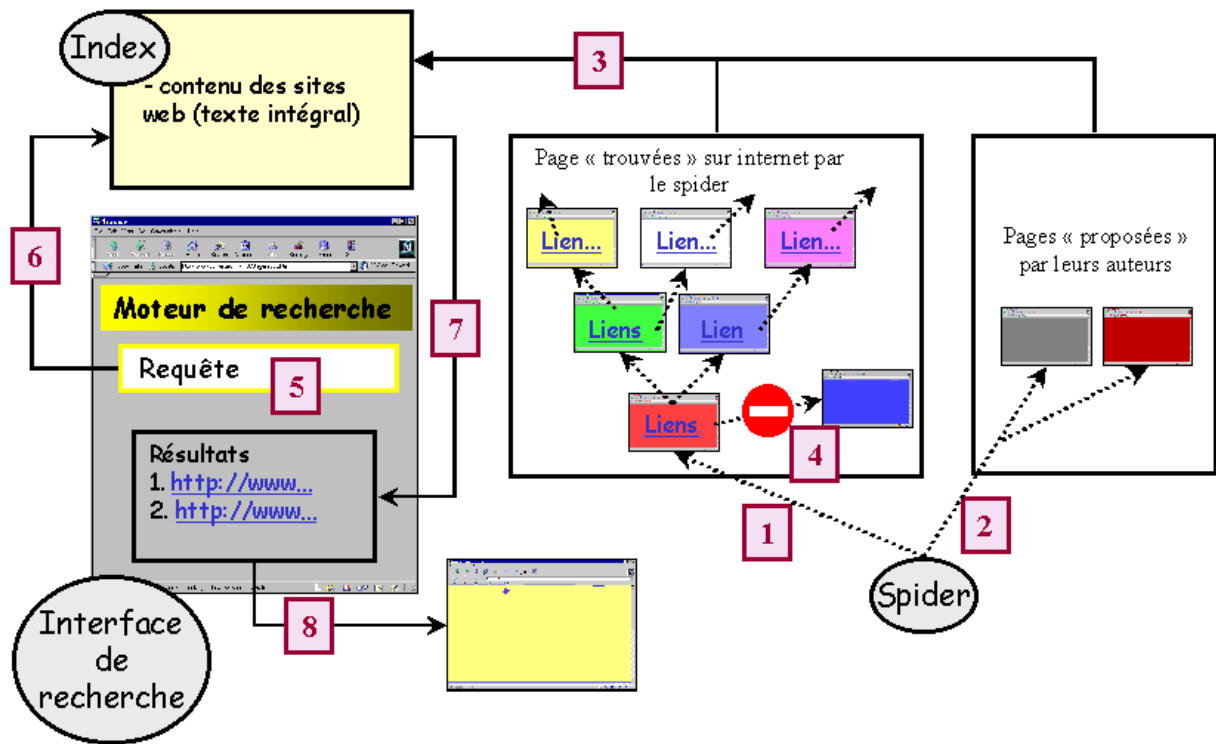 Index
- contenu des sites
web (texte intégral)
3
Page « trouvées » sur internet par
le spider
Lien...
Lien...
Lien...
Liens
Lien
Liens
4
Pages « proposées »
par leurs auteurs
6
Moteur de recherche
7
Requête
5
Résultats
1. http://www...
2. http://www...
1
2
Spider
8
Interface
de
recherche